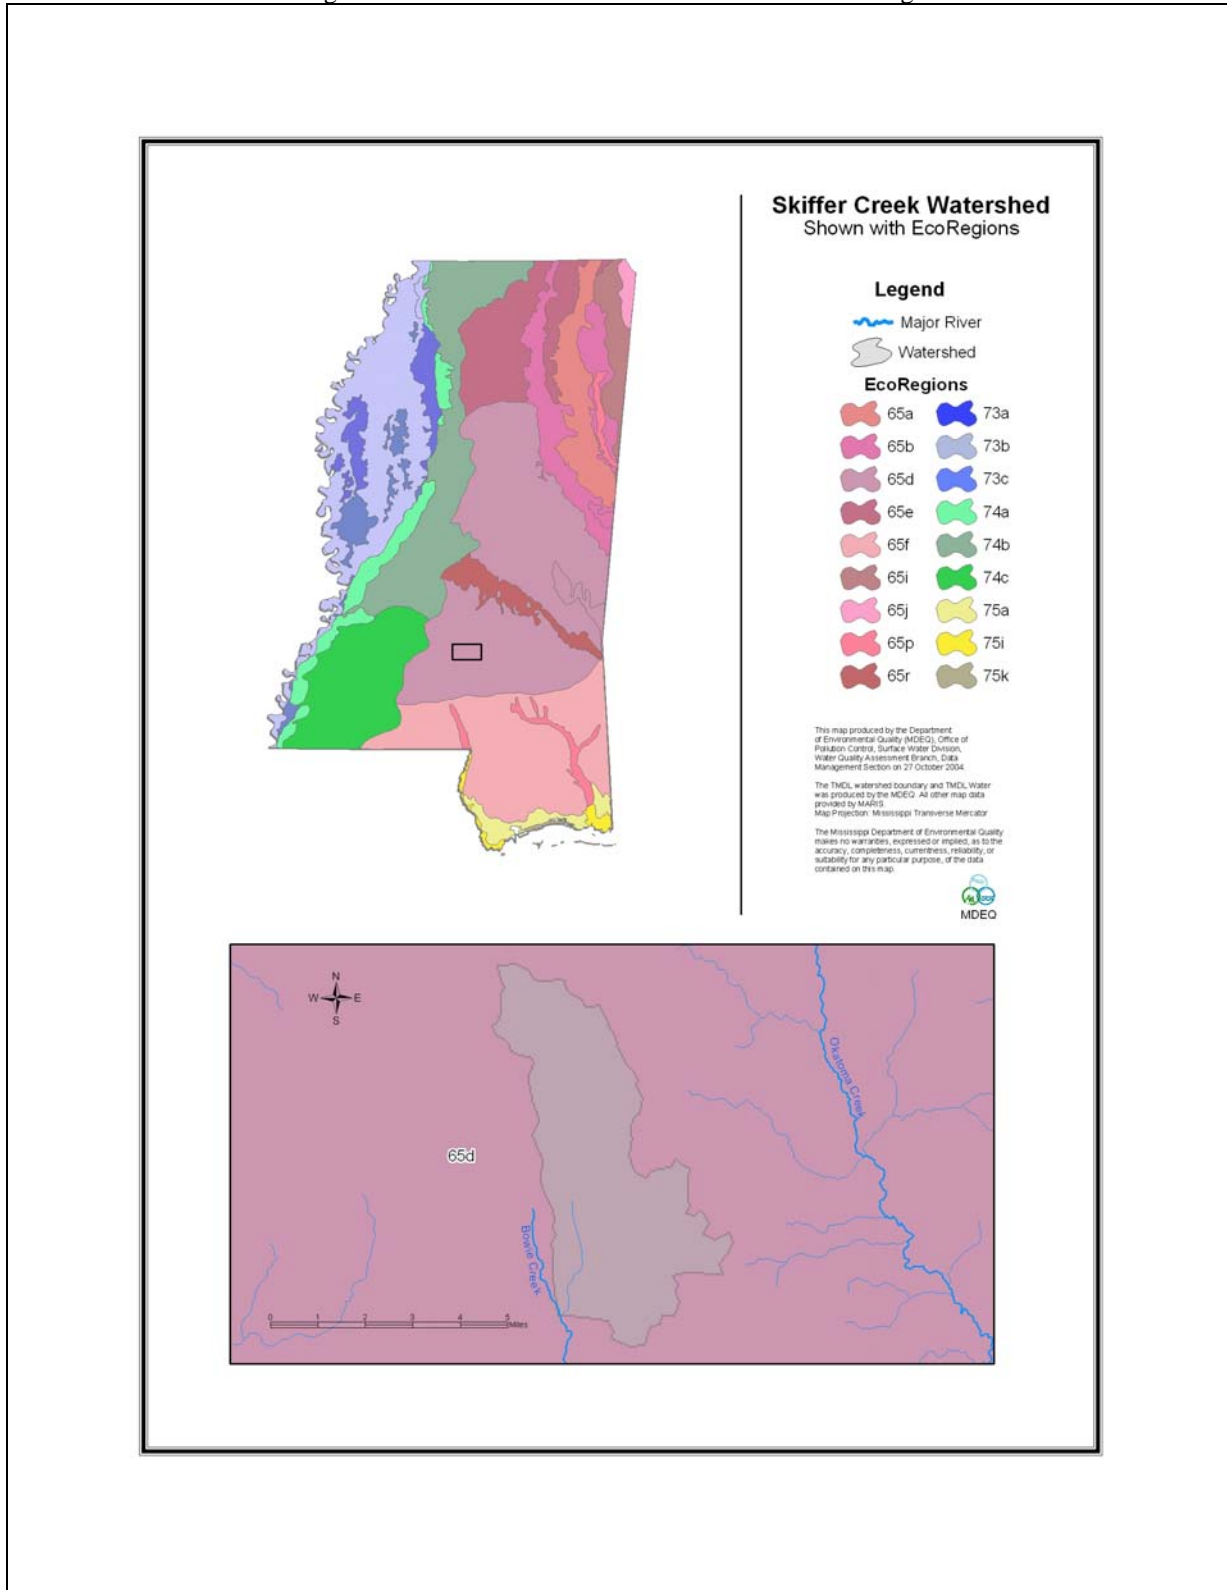 Skiffer Creek Watershed
Shown with EcoRegions
Legend
Major River
Watershed
EcoRegions
65a 73a
65b 73b
65d 73c
65e 74a
65f 74b
65i 74c
65j 75a
65p 75i
65r 75k
This map produced by the Department
of Environmental Quality (MDEQ), Office of
Pollution Control, Surface Water Division,
Water Quality Assessment Branch, Data
Management Section on 27 October 2004.
The TMDL watershed boundary and TMDL Water
was produced by the MDEQ. All other map data
provided by MARIS.
Map Projection: Mississippi Transverse Mercator
The Mississippi Department of Environmental Quality
makes no warranties, expressed or implied, as to the
accuracy, completeness, currentness, reliability, or
suitability for any particular purpose, of the data
contained on this map.
MDEQ
N
W E
S
Okatoma Creek
65d
Bowie Creek
0 1 2 3 4 5
Miles